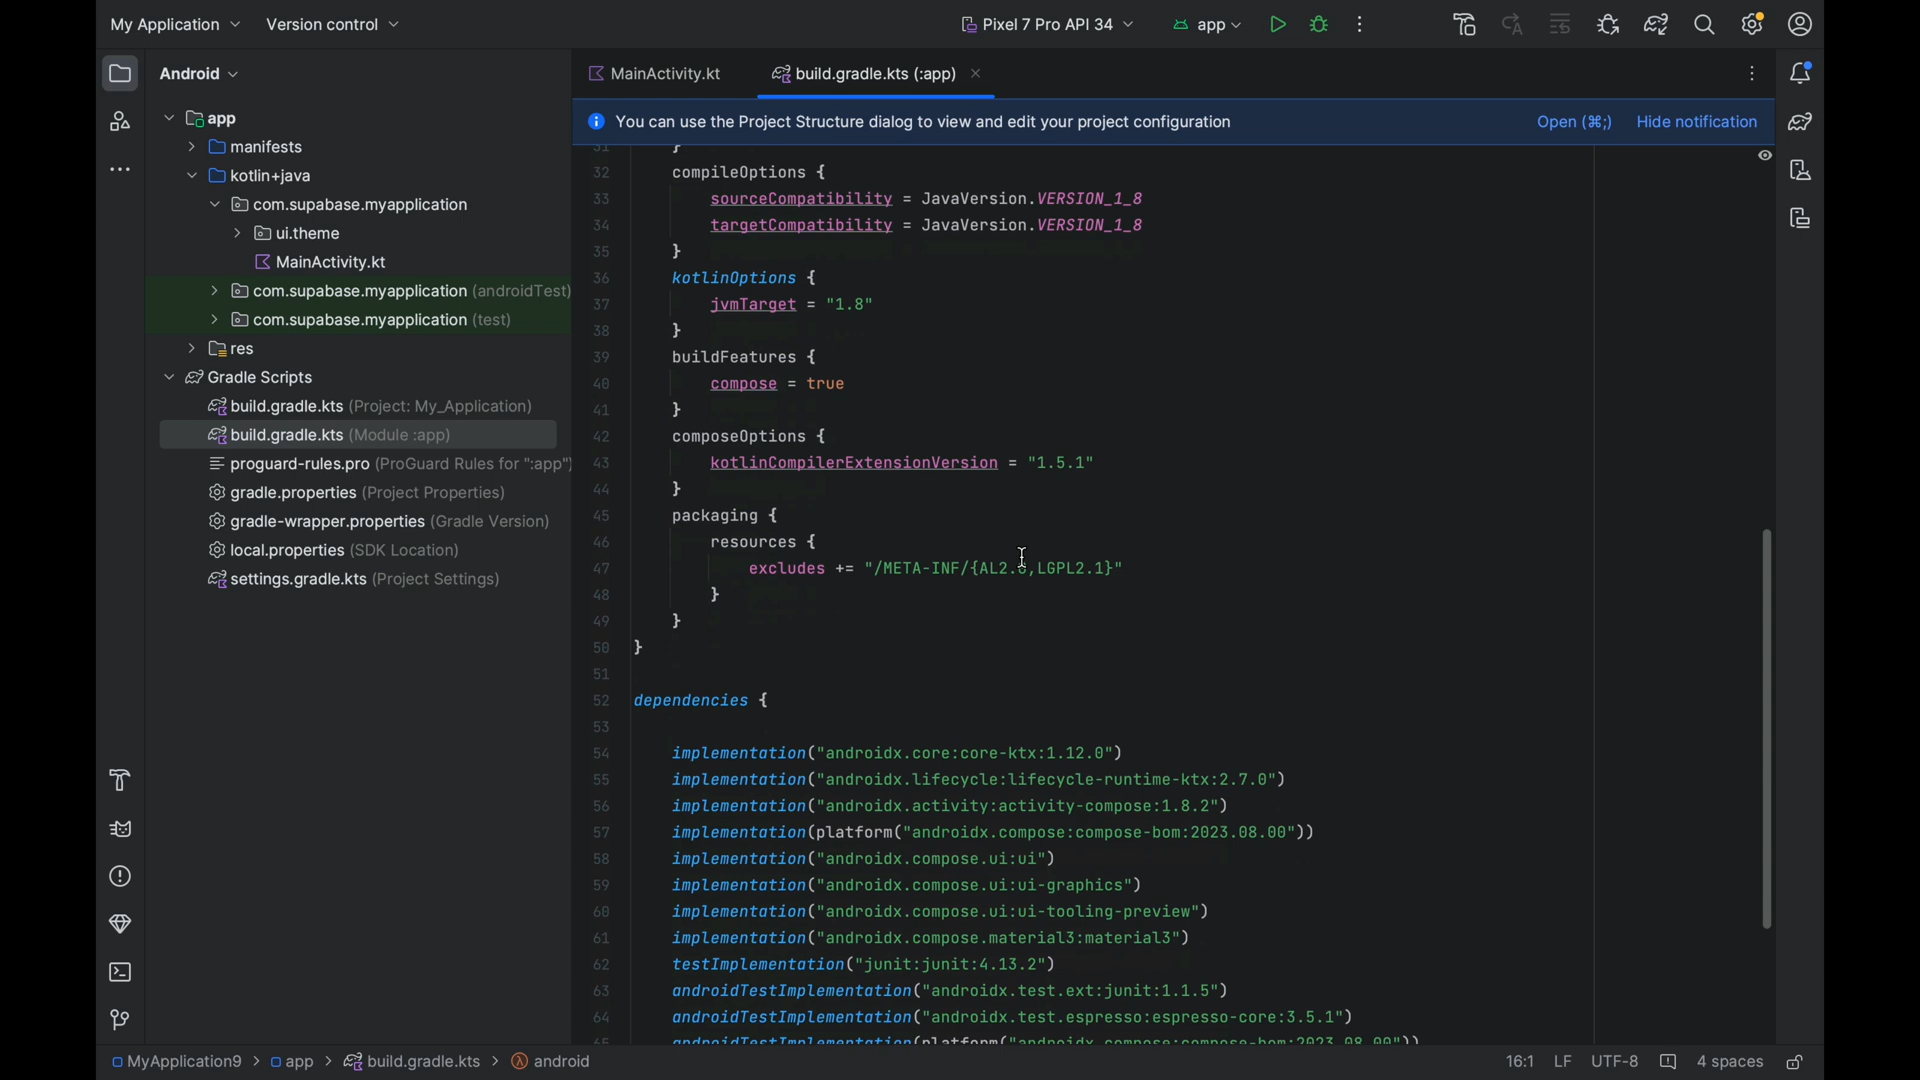 My Application
Version control
Pixel 7 Pro API 34
app
Android
MainActivity.kt
build.gradle.kts (:app)
You can use the Project Structure dialog to view and edit your project configuration
Open (⌘;)
Hide notification
app
manifests
kotlin+java
com.supabase.myapplication
ui.theme
MainActivity.kt
com.supabase.myapplication (androidTest)
com.supabase.myapplication (test)
res
Gradle Scripts
build.gradle.kts (Project: My_Application)
build.gradle.kts (Module :app)
proguard-rules.pro (ProGuard Rules for ":app"
gradle.properties (Project Properties)
gradle-wrapper.properties (Gradle Version)
local.properties (SDK Location)
settings.gradle.kts (Project Settings)
31 }
32 compileOptions {
33 sourceCompatibility = JavaVersion.VERSION_1_8
34 targetCompatibility = JavaVersion.VERSION_1_8
35 }
36 kotlinOptions {
37 jvmTarget = "1.8"
38 }
39 buildFeatures {
40 compose = true
41 }
42 composeOptions {
43 kotlinCompilerExtensionVersion = "1.5.1"
44 }
45 packaging {
46 resources {
47 excludes += "/META-INF/{AL2.0,LGPL2.1}"
48 }
49 }
50 }
51
52 dependencies {
53
54 implementation("androidx.core:core-ktx:1.12.0")
55 implementation("androidx.lifecycle:lifecycle-runtime-ktx:2.7.0")
56 implementation("androidx.activity:activity-compose:1.8.2")
57 implementation(platform("androidx.compose:compose-bom:2023.08.00"))
58 implementation("androidx.compose.ui:ui")
59 implementation("androidx.compose.ui:ui-graphics")
60 implementation("androidx.compose.ui:ui-tooling-preview")
61 implementation("androidx.compose.material3:material3")
62 testImplementation("junit:junit:4.13.2")
63 androidTestImplementation("androidx.test.ext:junit:1.1.5")
64 androidTestImplementation("androidx.test.espresso:espresso-core:3.5.1")
65 androidTestImplementation(platform("androidx.compose:compose-bom:2023.08.00"))
MyApplication9 > app > build.gradle.kts > android
16:1
LF
UTF-8
4 spaces